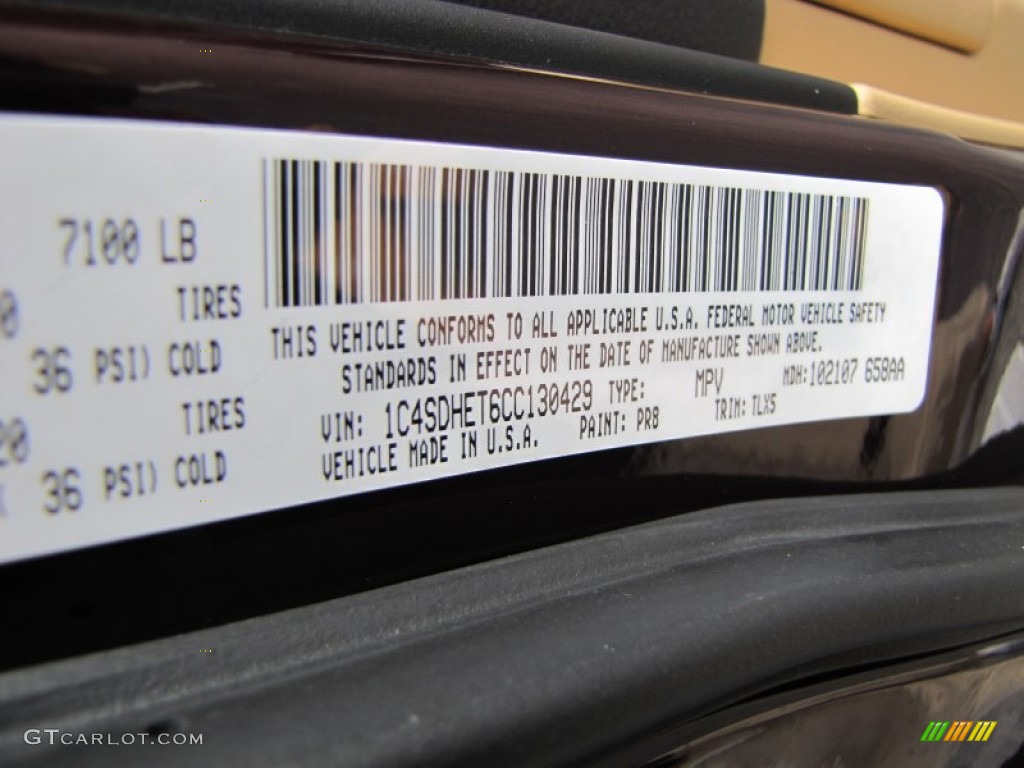 7100 LB
TIRES
36 PSI) COLD
TIRES
36 PSI) COLD
THIS VEHICLE CONFORMS TO ALL APPLICABLE U.S.A. FEDERAL MOTOR VEHICLE SAFETY
STANDARDS IN EFFECT ON THE DATE OF MANUFACTURE SHOWN ABOVE.
VIN: 1C4SDHET6CC130429 TYPE: MPV MDH:102107 658AA
VEHICLE MADE IN U.S.A. PAINT: PR8 TRIM: TLX5
GTCARLOT.COM